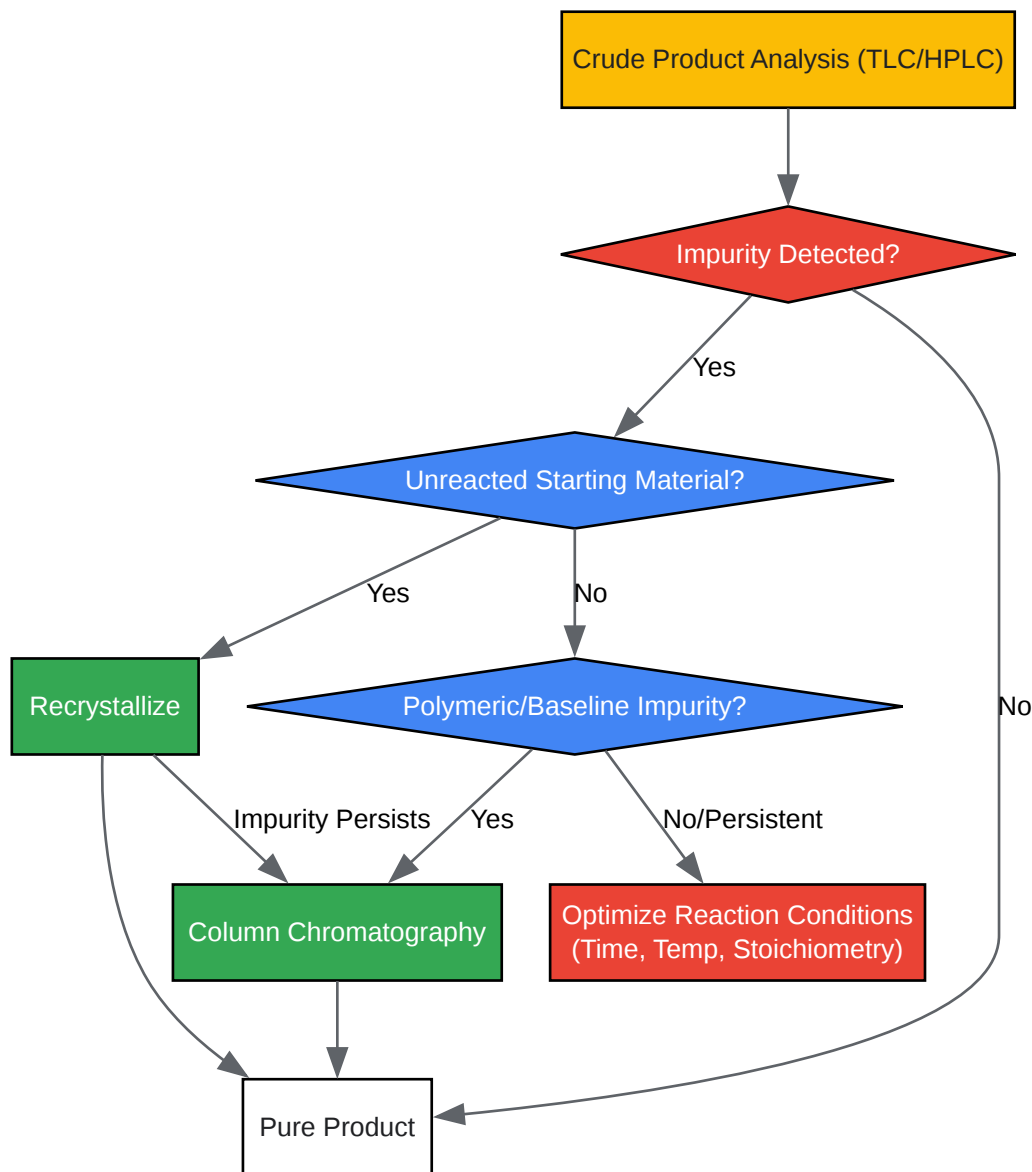 Crude Product Analysis (TLC/HPLC)
Impurity Detected?
Yes
Unreacted Starting Material?
Yes
No
Recrystallize
Polymeric/Baseline Impurity?
No
Impurity Persists
Yes
No/Persistent
Column Chromatography
Optimize Reaction Conditions
(Time, Temp, Stoichiometry)
Pure Product